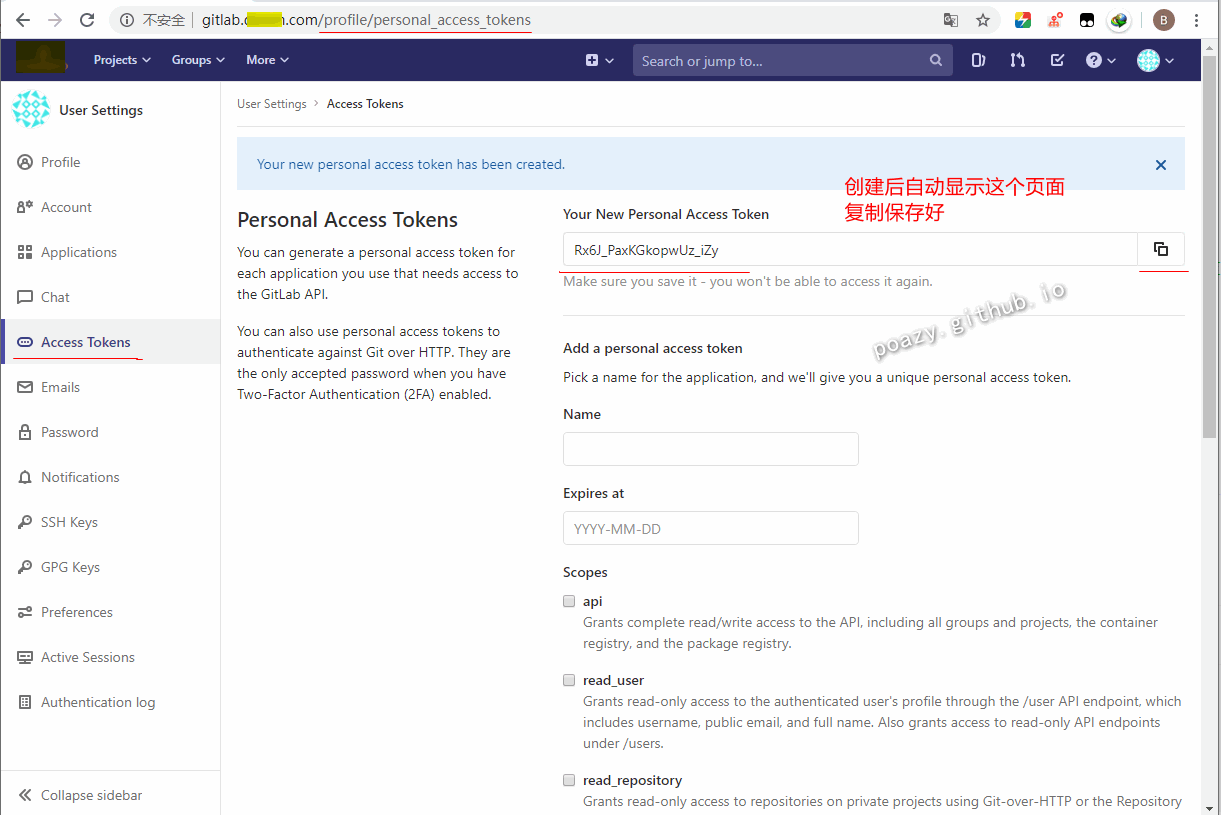 不安全 gitlab.c n.com/profile/personal_access_tokens
B
Projects Groups More Search or jump to...
User Settings
User Settings > Access Tokens
Profile
Account
Applications
Chat
Access Tokens
Emails
Password
Notifications
SSH Keys
GPG Keys
Preferences
Active Sessions
Authentication log
Collapse sidebar
Your new personal access token has been created.
创建后自动显示这个页面
复制保存好
Personal Access Tokens
You can generate a personal access token for
each application you use that needs access to
the GitLab API.
You can also use personal access tokens to
authenticate against Git over HTTP. They are
the only accepted password when you have
Two-Factor Authentication (2FA) enabled.
Your New Personal Access Token
Rx6J_PaxKGkopwUz_iZy
Make sure you save it - you won't be able to access it again.
poazy.github.io
Add a personal access token
Pick a name for the application, and we'll give you a unique personal access token.
Name
Expires at
YYYY-MM-DD
Scopes
api
Grants complete read/write access to the API, including all groups and projects, the container
registry, and the package registry.
read_user
Grants read-only access to the authenticated user's profile through the /user API endpoint, which
includes username, public email, and full name. Also grants access to read-only API endpoints
under /users.
read_repository
Grants read-only access to repositories on private projects using Git-over-HTTP or the Repository